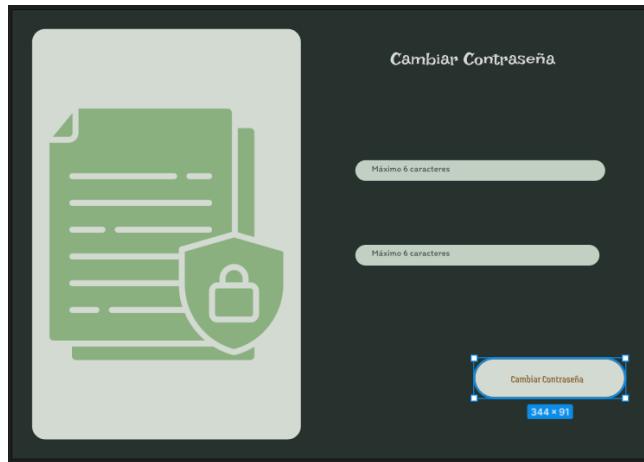 Cambiar Contraseña
Máximo 6 caracteres
Máximo 6 caracteres
Cambiar Contraseña
344 × 91